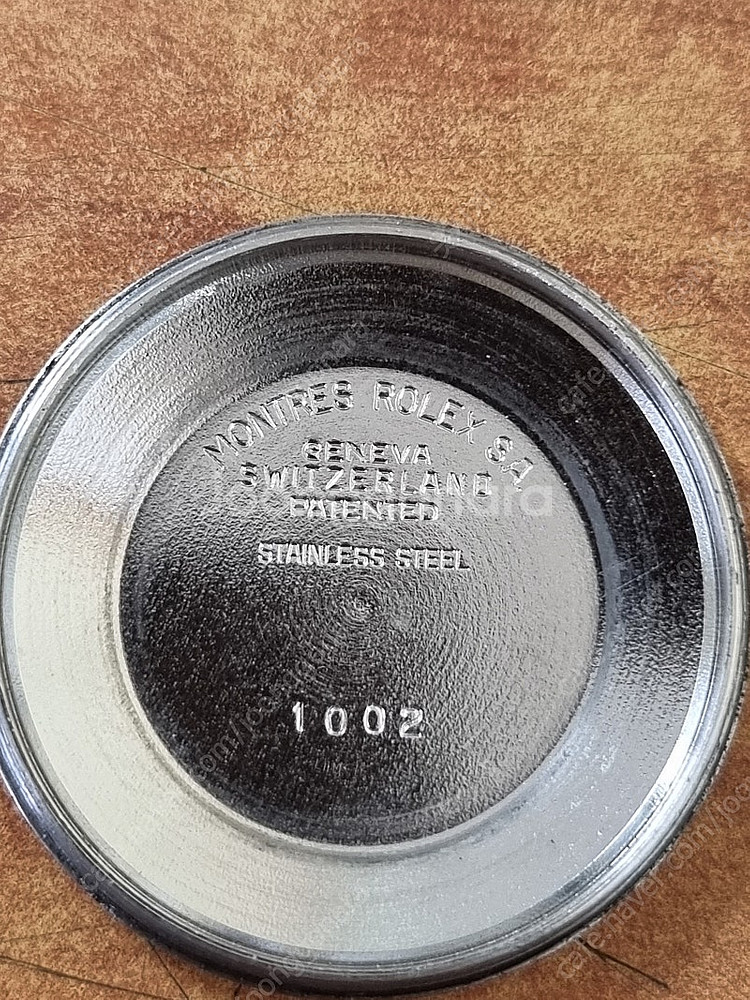 MONTRES ROLEX S.A
GENEVA
SWITZERLAND
PATENTED
STAINLESS STEEL
1002